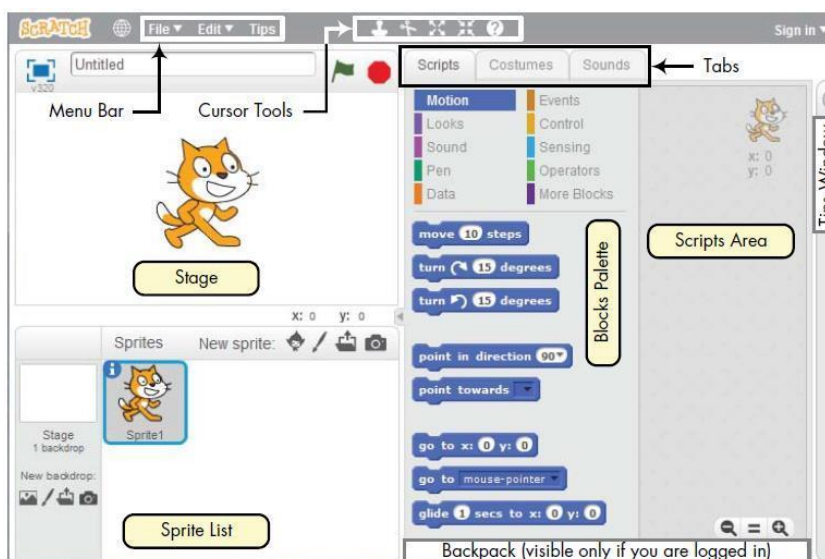 SCRATCH File▼ Edit▼ Tips Sign in▼
v320 Untitled
Scripts Costumes Sounds Tabs
Menu Bar Cursor Tools
Motion Events
Looks Control
Sound Sensing
Pen Operators
Data More Blocks
x: 0
y: 0
Tips Window
move 10 steps
turn 15 degrees
turn 15 degrees
point in direction 90▼
point towards
go to x: 0 y: 0
go to mouse-pointer
glide 1 secs to x: 0 y: 0
Blocks Palette
Scripts Area
Stage
x: 0 y: 0
Sprites New sprite:
Sprite1
Stage
1 backdrop
New backdrop:
Sprite List
Backpack (visible only if you are logged in)